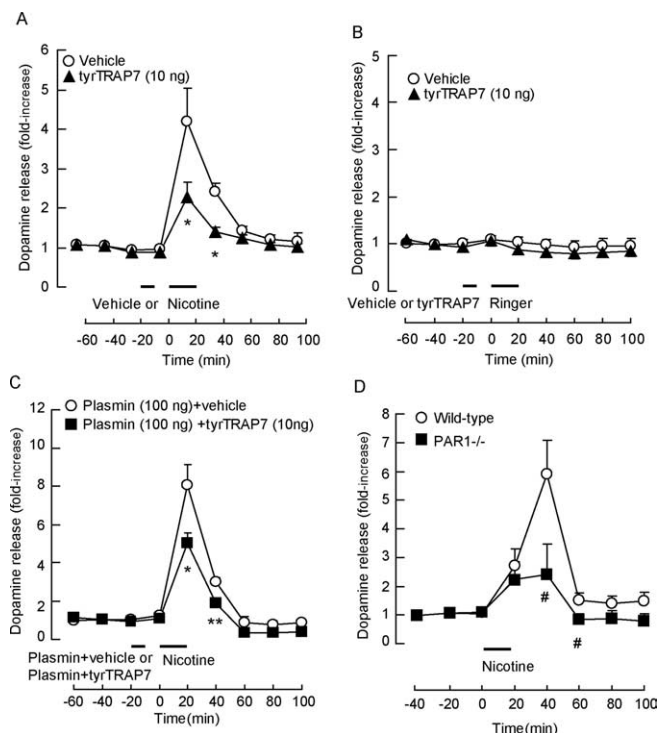 A
Vehicle
tyrTRAP7 (10 ng)
Dopamine release (fold-increase)
6
5
4
3
2
1
0
*
*
Vehicle or
Nicotine
-60 -40 -20 0 20 40 60 80 100
Time (min)
B
Vehicle
tyrTRAP7 (10 ng)
Dopamine release (fold-increase)
5
4
3
2
1
0
Vehicle or tyrTRAP7
Ringer
-60 -40 -20 0 20 40 60 80 100
Time (min)
C
Plasmin (100 ng)+vehicle
Plasmin (100 ng) +tyrTRAP7 (10ng)
Dopamine release (fold-increase)
12
10
8
6
4
2
0
*
**
Plasmin+vehicle or
Plasmin+tyrTRAP7
Nicotine
-60 -40 -20 0 20 40 60 80 100
Time(min)
D
Wild-type
PAR1-/-
Dopamine release (fold-increase)
8
7
6
5
4
3
2
1
0
#
#
Nicotine
-40 -20 0 20 40 60 80 100
Time(min)